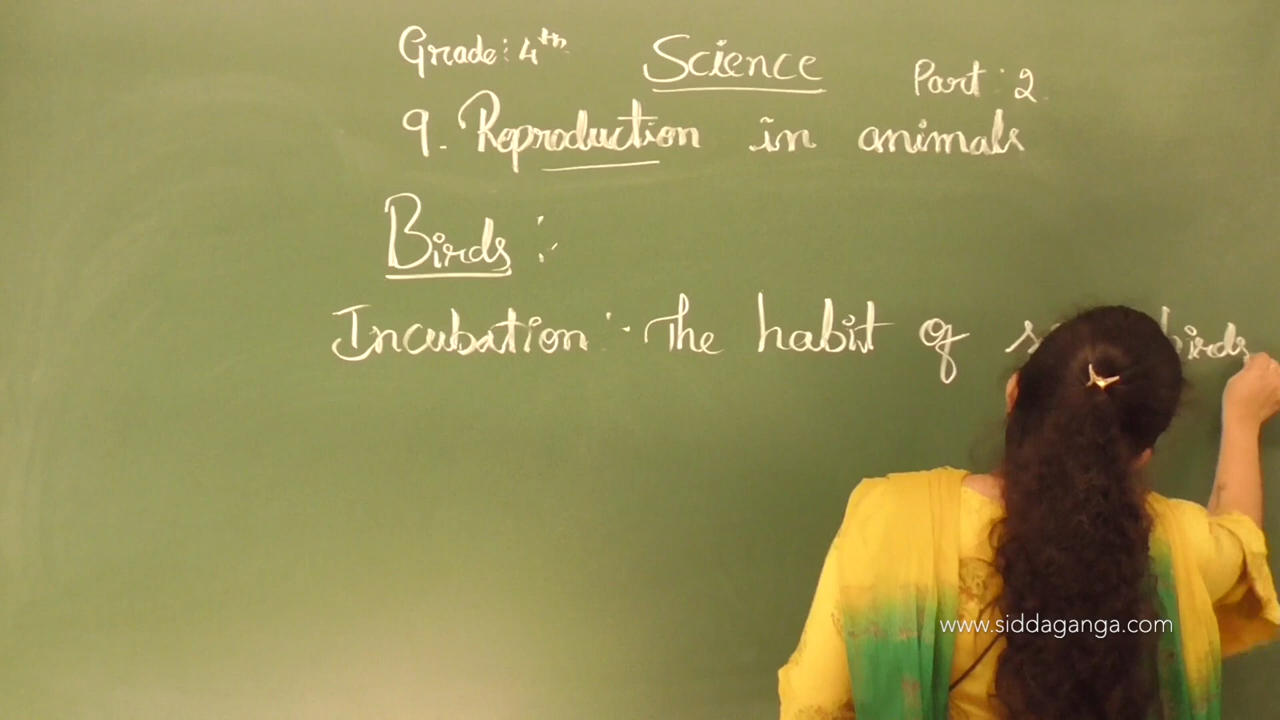 Grade: 4th Science Part: 2
9. Reproduction in animals
Birds :-
Incubation :- The habit of birds
www.siddaganga.com